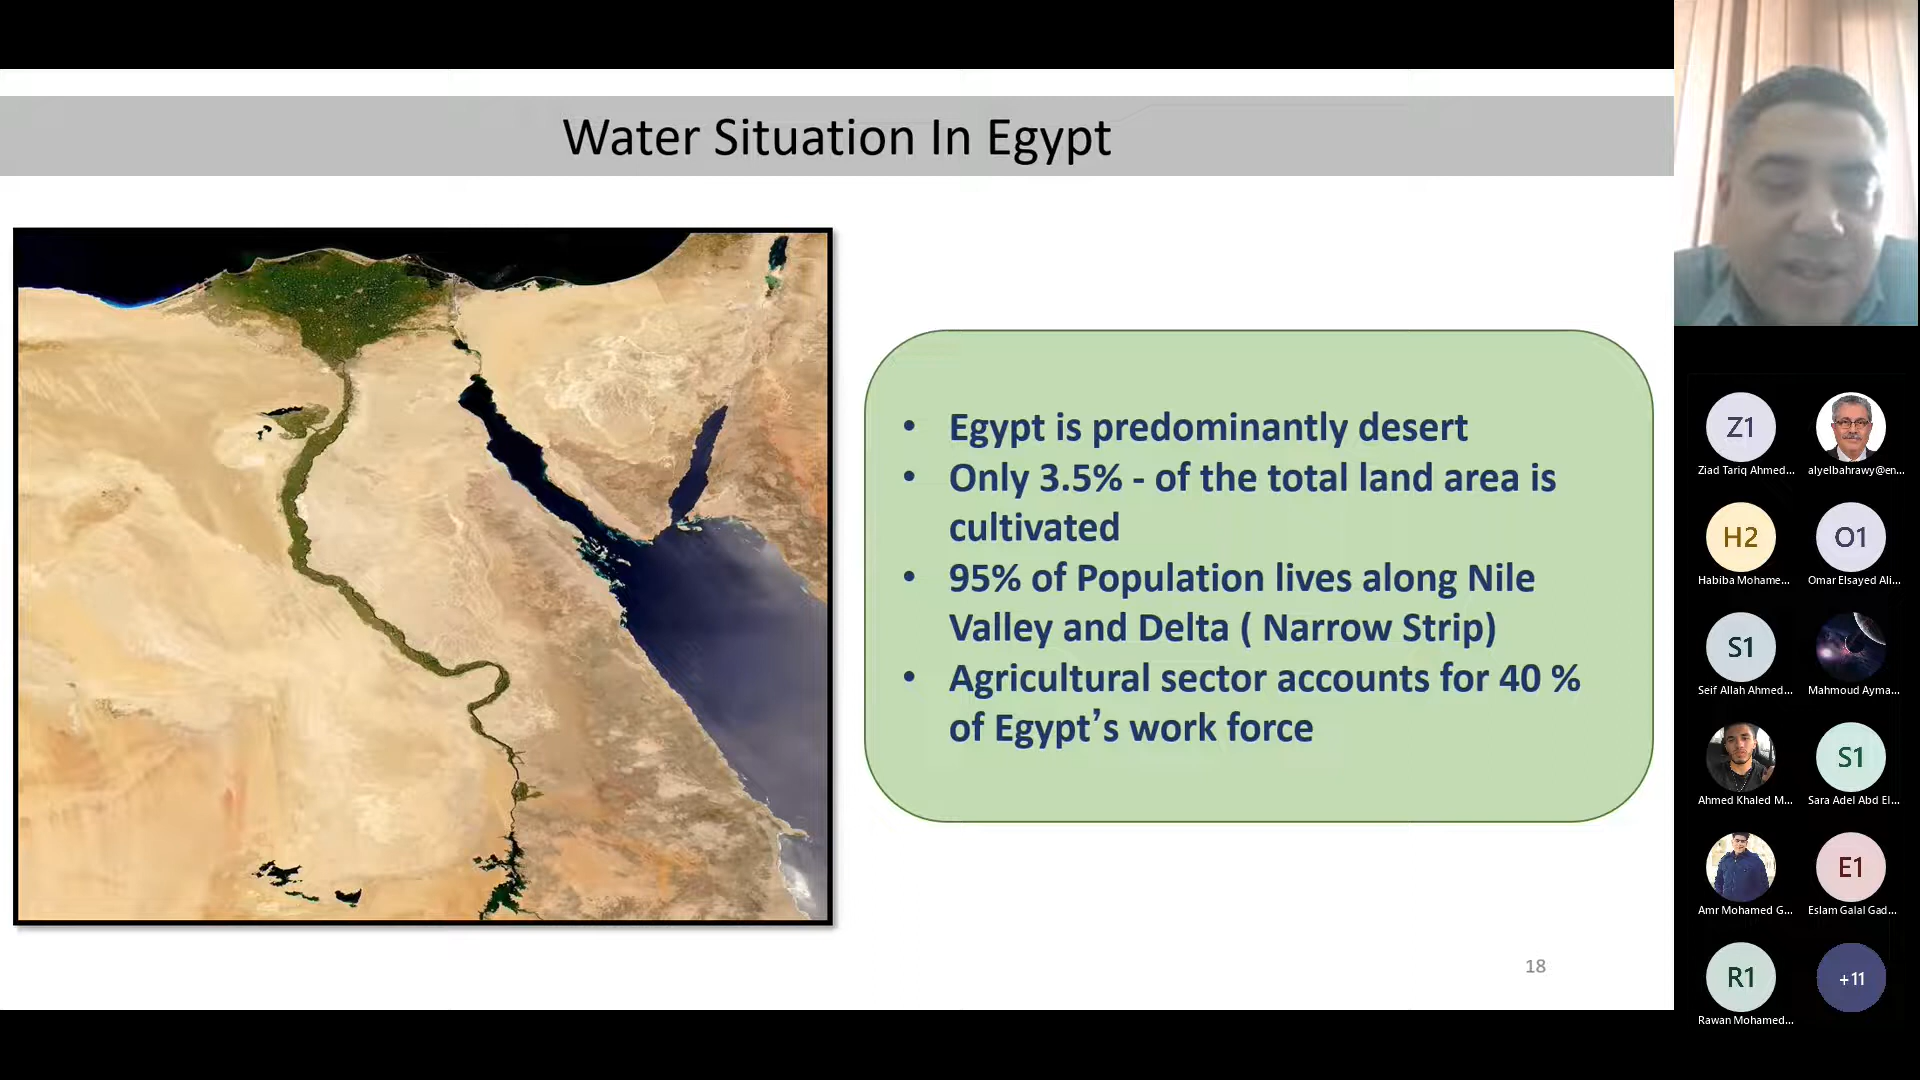 Water Situation In Egypt
• Egypt is predominantly desert
• Only 3.5% - of the total land area is
cultivated
• 95% of Population lives along Nile
Valley and Delta ( Narrow Strip)
• Agricultural sector accounts for 40 %
of Egypt’s work force
18
Z1
Ziad Tariq Ahmed...
alyelbahrawy@en...
H2
Habiba Mohame...
O1
Omar Elsayed Ali...
S1
Seif Allah Ahmed...
Mahmoud Ayma...
Ahmed Khaled M...
S1
Sara Adel Abd El...
Amr Mohamed G...
E1
Eslam Galal Gad...
R1
Rawan Mohamed...
+11